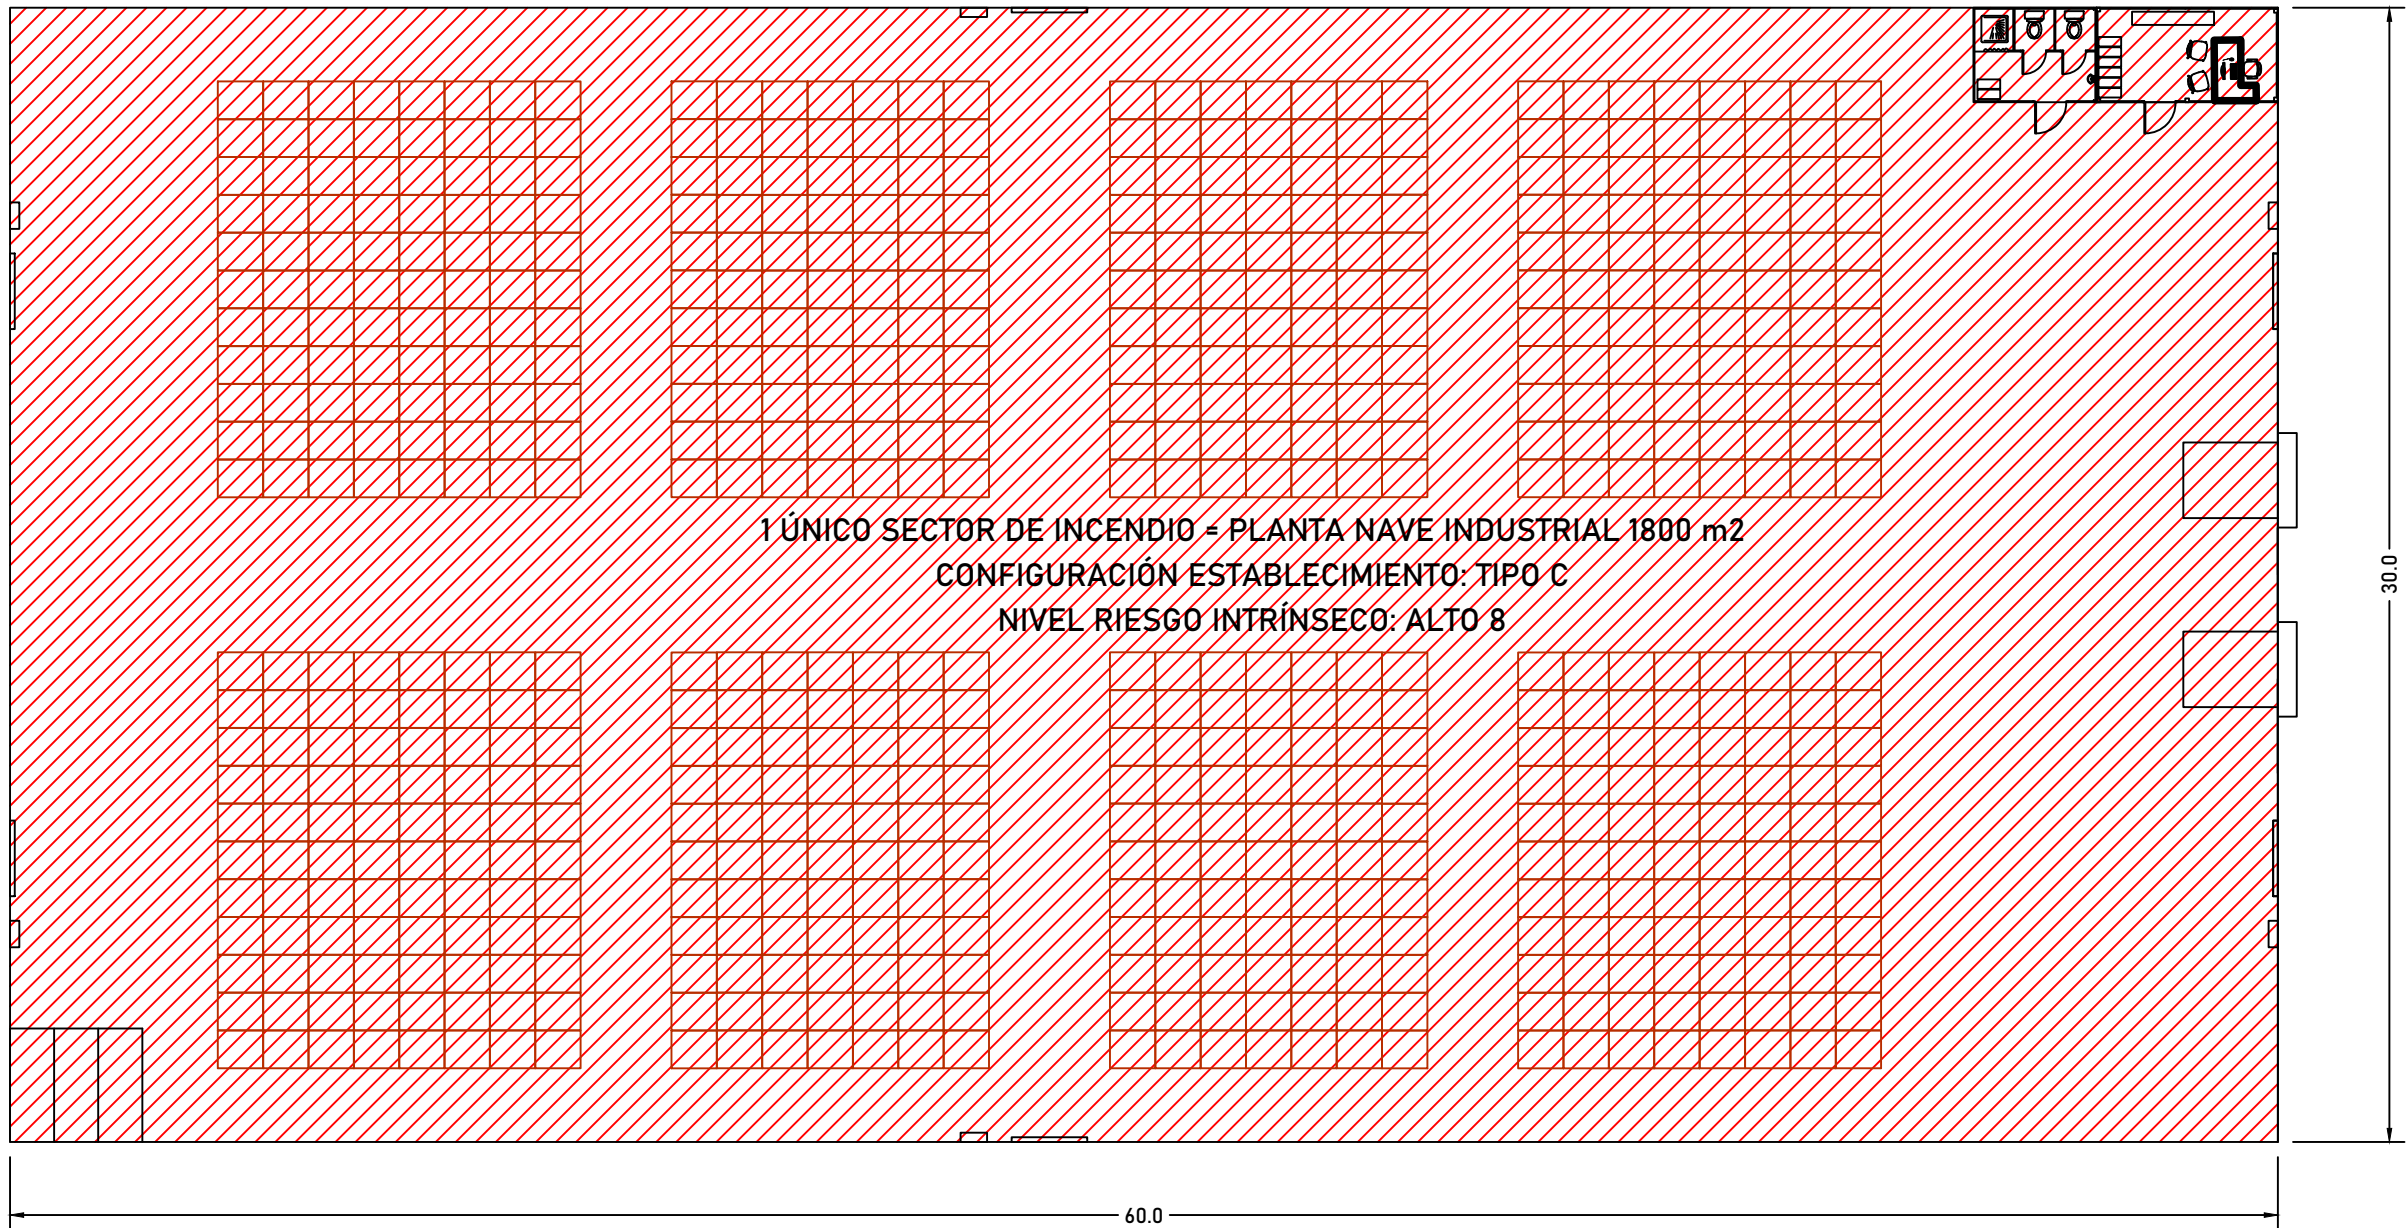 1 ÚNICO SECTOR DE INCENDIO = PLANTA NAVE INDUSTRIAL 1800 m2
CONFIGURACIÓN ESTABLECIMIENTO: TIPO C
NIVEL RIESGO INTRÍNSECO: ALTO 8
30.0
60.0